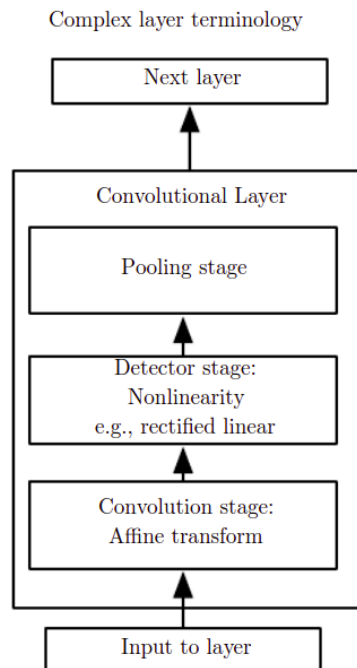 Complex layer terminology
Next layer
Convolutional Layer
Pooling stage
Detector stage:
Nonlinearity
e.g., rectified linear
Convolution stage:
Affine transform
Input to layer